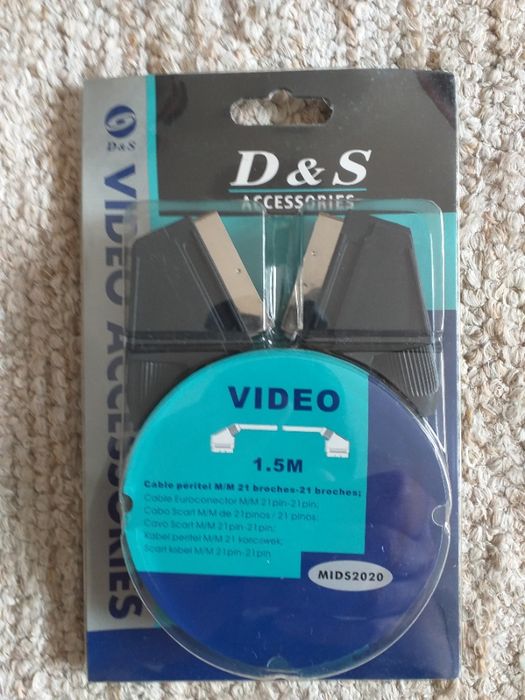 D&S
VIDEO ACCESSORIES
D & S
ACCESSORIES
VIDEO
1.5M
Cable péritel M/M 21 broches-21 broches;
Cable Euroconector M/M 21pin-21pin;
Cabo Scart M/M de 21pinos / 21 pinos;
Cavo Scart M/M 21pin-21pin;
Kabel peritel M/M 21 koncowek;
Scart kabel M/M 21pin-21pin
MIDS2020